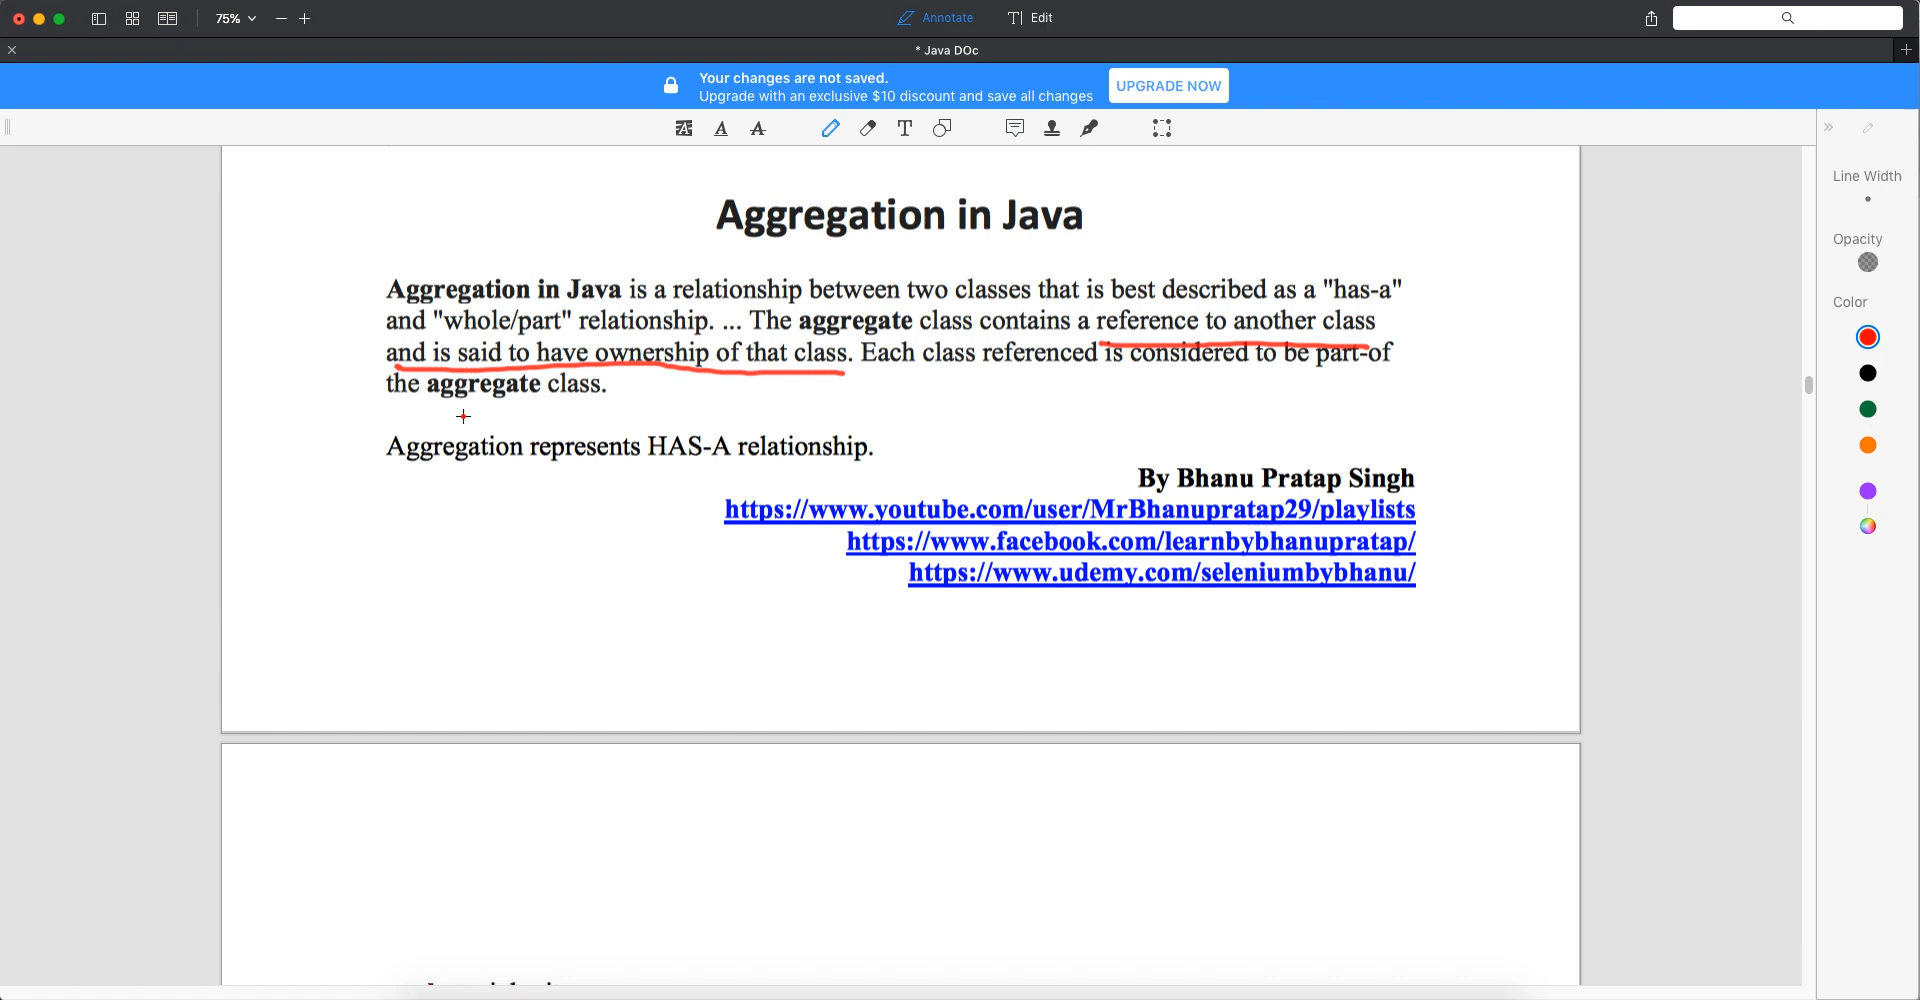 75%
Annotate
Edit
* Java DOc
Your changes are not saved.
Upgrade with an exclusive $10 discount and save all changes
UPGRADE NOW
Line Width
Opacity
Color
Aggregation in Java
Aggregation in Java is a relationship between two classes that is best described as a "has-a"
and "whole/part" relationship. ... The aggregate class contains a reference to another class
and is said to have ownership of that class. Each class referenced is considered to be part-of
the aggregate class.
Aggregation represents HAS-A relationship.
By Bhanu Pratap Singh
https://www.youtube.com/user/MrBhanupratap29/playlists
https://www.facebook.com/learnbybhanupratap/
https://www.udemy.com/seleniumbybhanu/